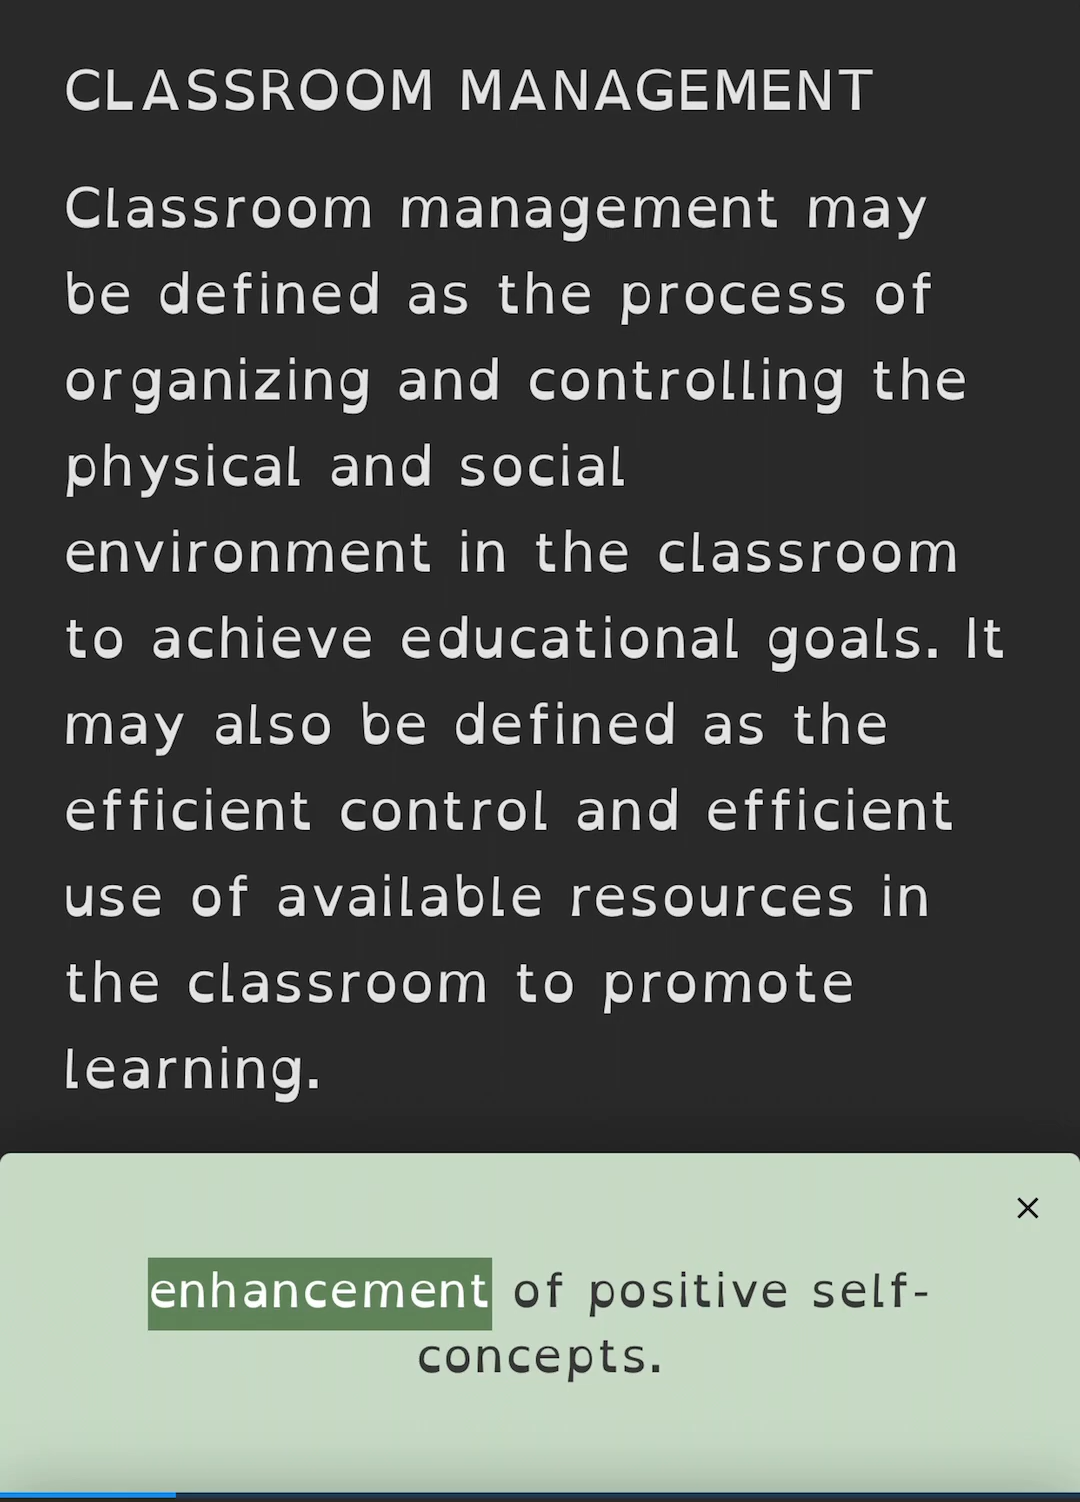 CLASSROOM MANAGEMENT
Classroom management may
be defined as the process of
organizing and controlling the
physical and social
environment in the classroom
to achieve educational goals. It
may also be defined as the
efficient control and efficient
use of available resources in
the classroom to promote
learning.
enhancement of positive self-
concepts.